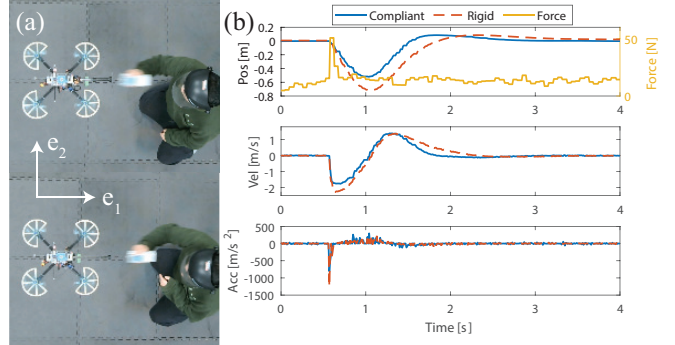 (a)
e2
e1
(b)
Compliant Rigid Force
0.2
0
-0.2
-0.4
-0.6
-0.8
Pos [m]
50
0
Force [N]
0 1 2 3 4
1
0
-1
-2
Vel [m/s]
0 1 2 3 4
500
0
-500
-1000
-1500
Acc [m/s²]
0 1 2 3 4
Time [s]